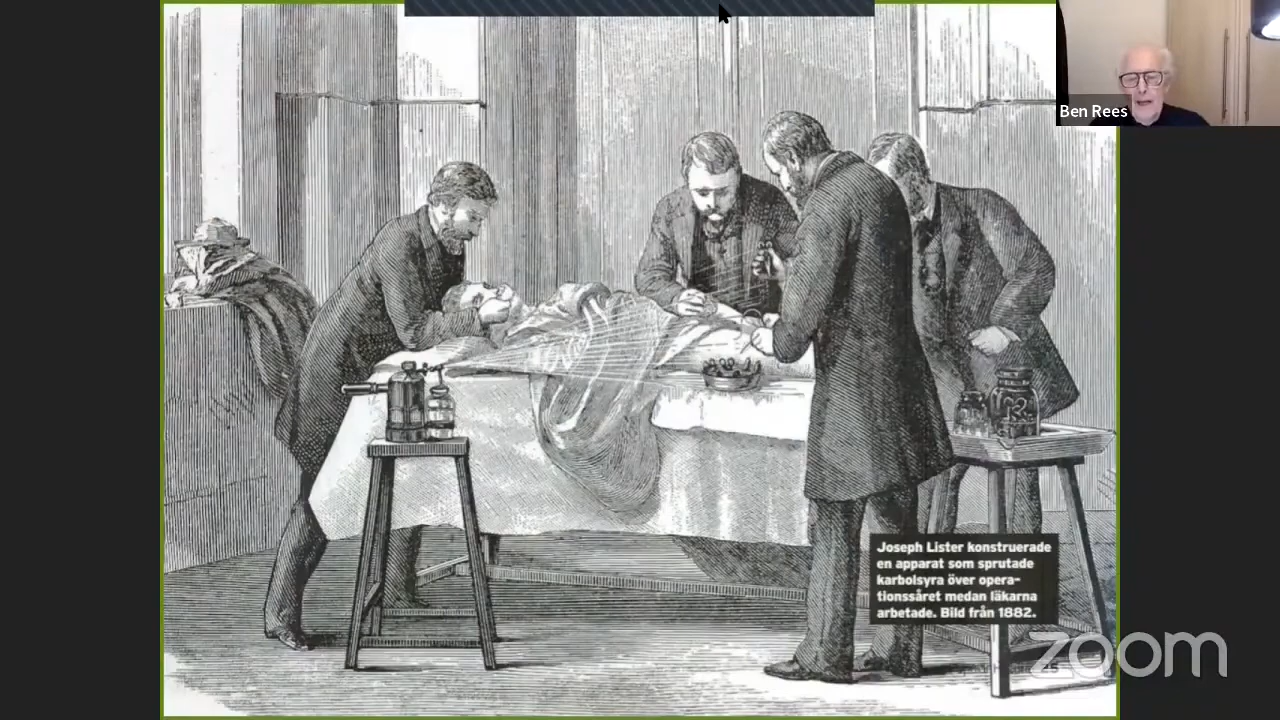 Ben Rees
Joseph Lister konstruerade
en apparat som sprutade
karbolsyra över opera-
tionssåret medan läkarna
arbetade. Bild från 1882.
zoom